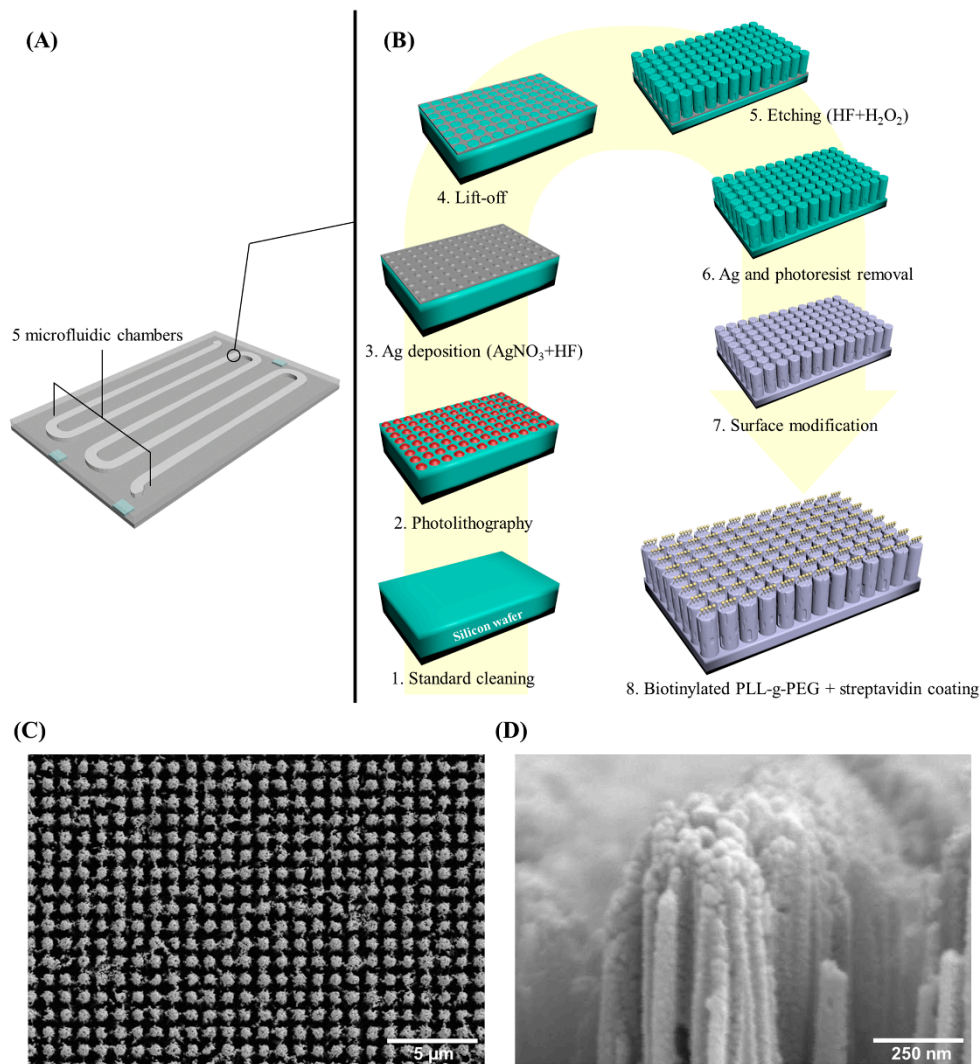 (A)
5 microfluidic chambers
(B)
4. Lift-off
5. Etching (HF+H₂O₂)
3. Ag deposition (AgNO₃+HF)
6. Ag and photoresist removal
2. Photolithography
7. Surface modification
Silicon wafer
1. Standard cleaning
8. Biotinylated PLL-g-PEG + streptavidin coating
(C)
5 µm
(D)
250 nm